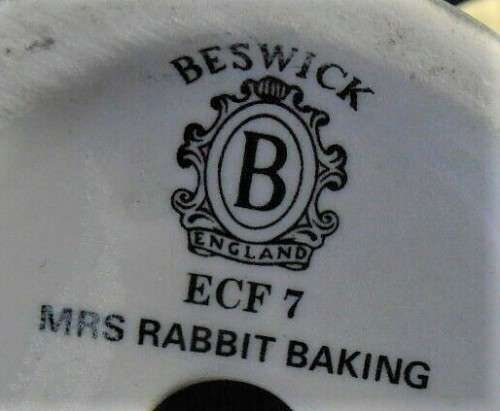 BESWICK
B
ENGLAND
ECF 7
MRS RABBIT BAKING